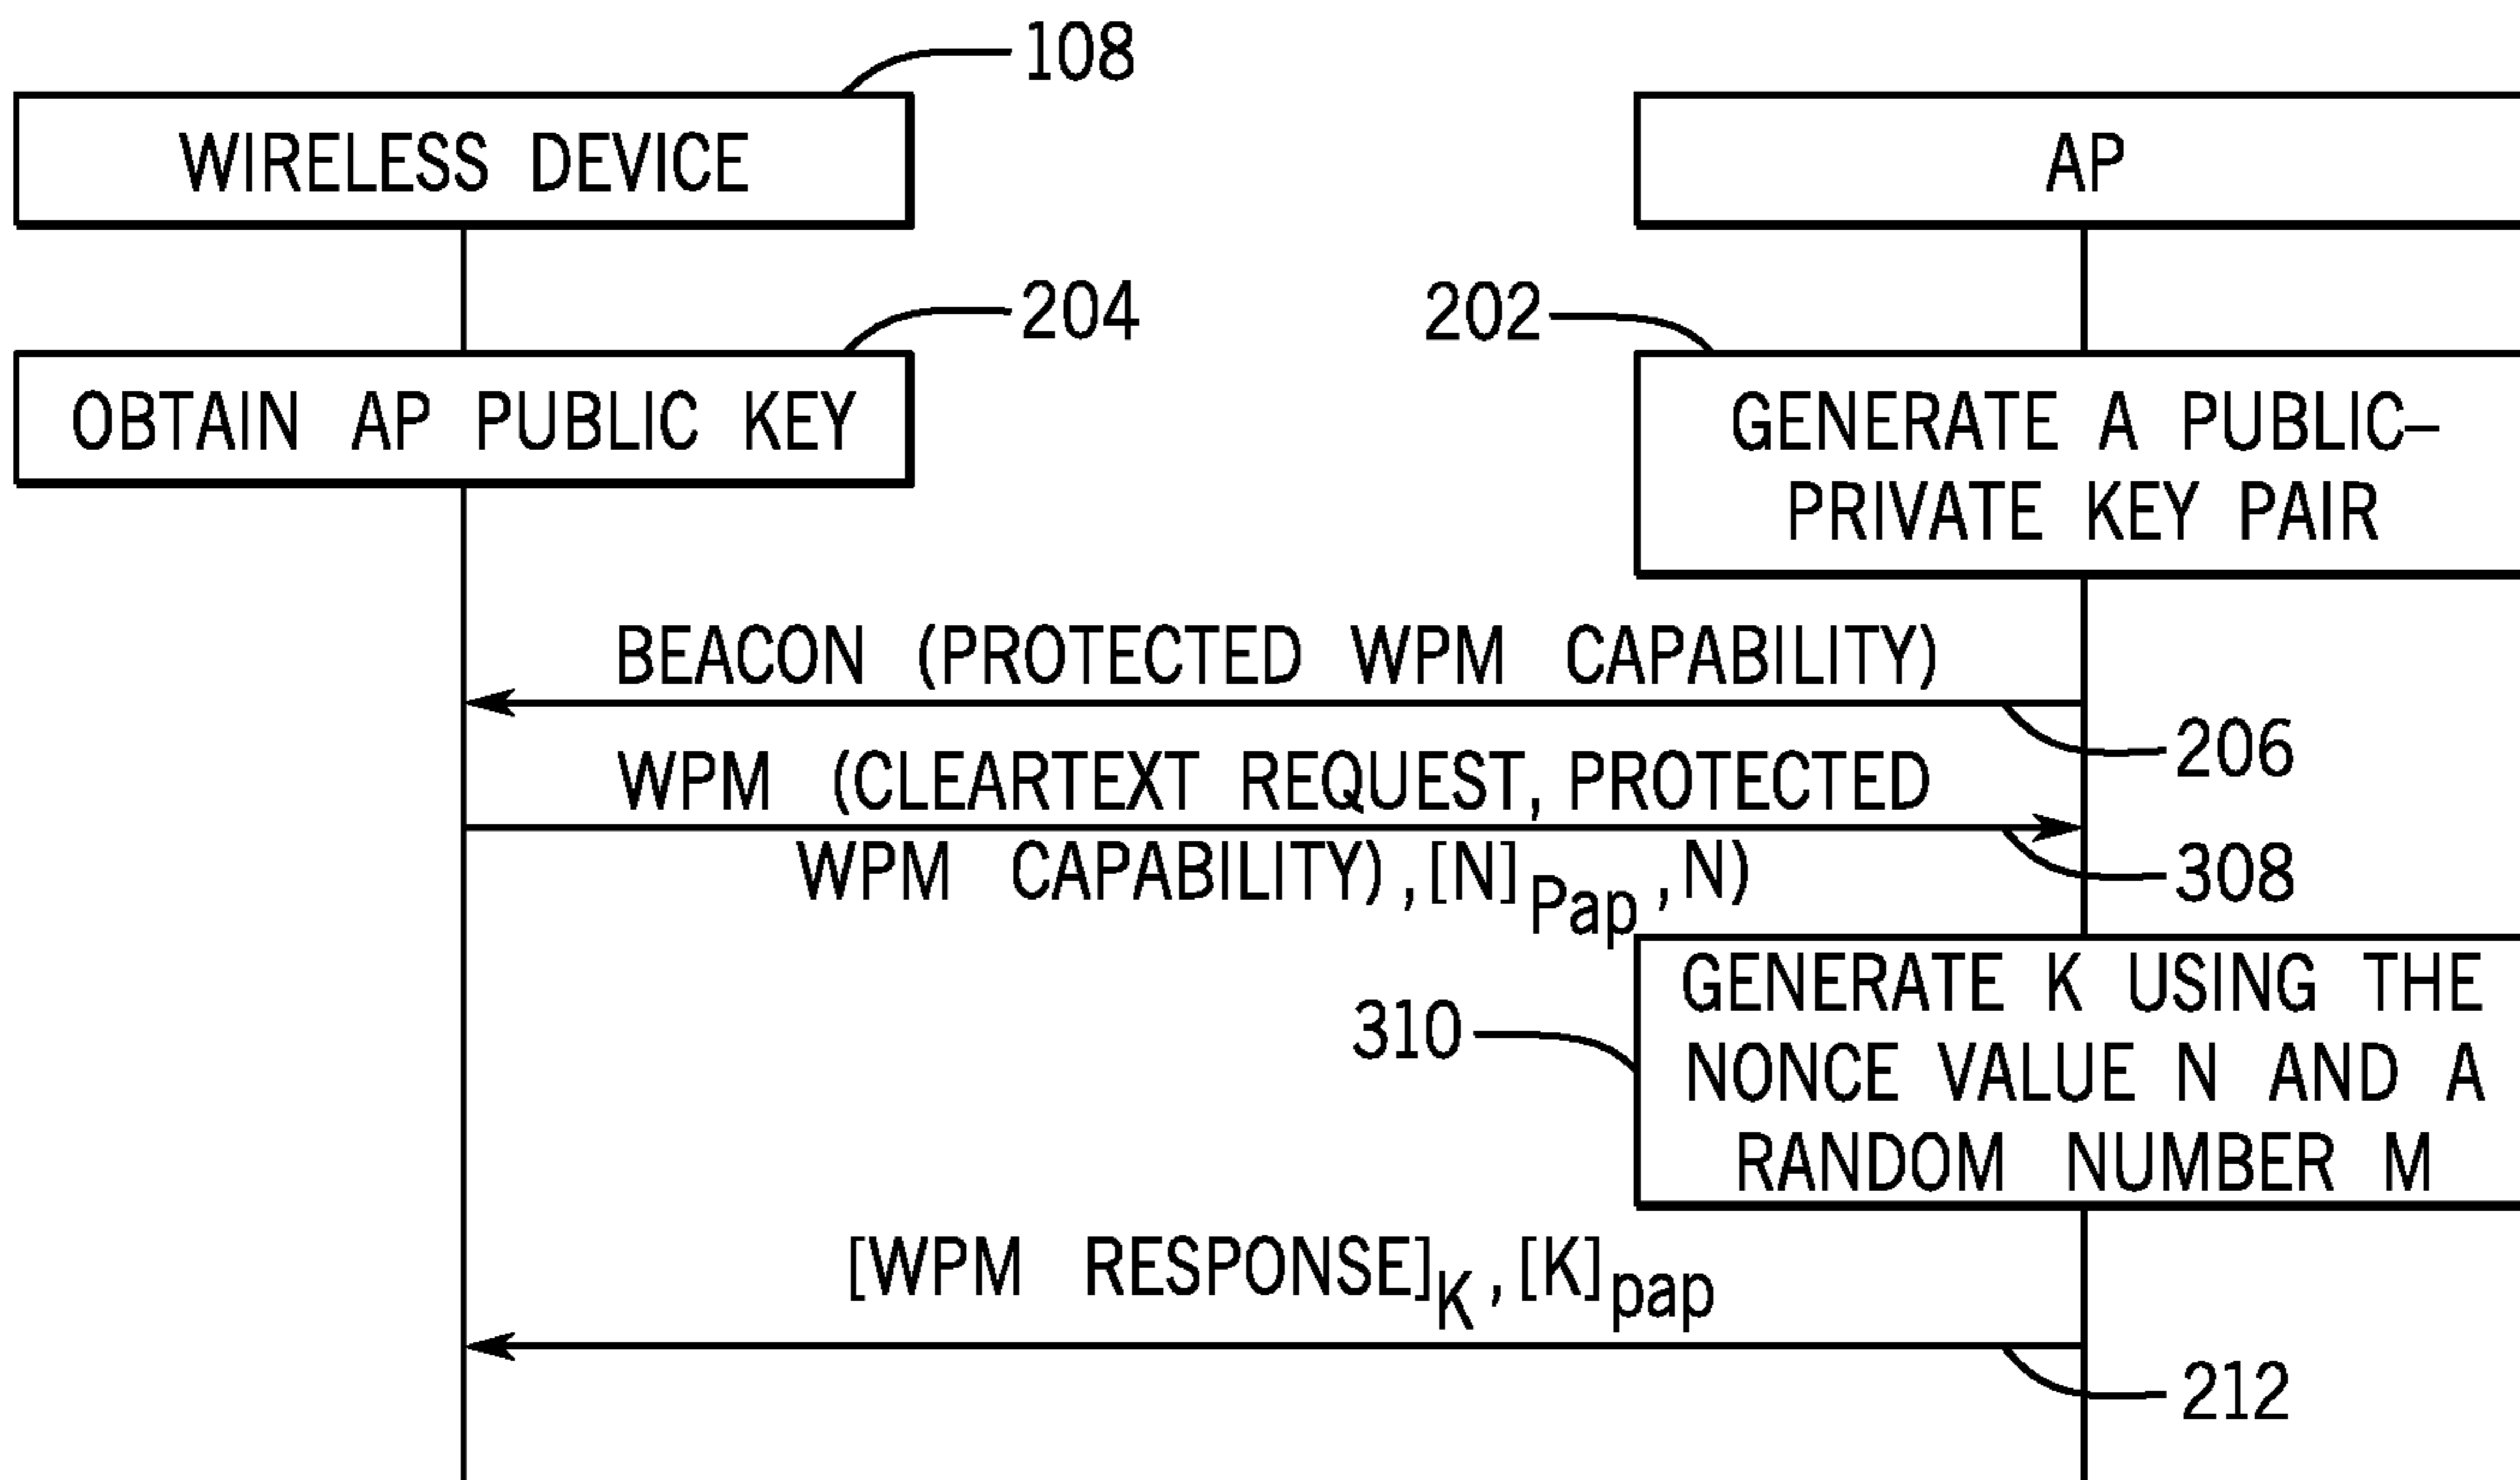 108
WIRELESS DEVICE
AP
204
202
OBTAIN AP PUBLIC KEY
GENERATE A PUBLIC–
PRIVATE KEY PAIR
BEACON (PROTECTED WPM CAPABILITY)
206
WPM (CLEARTEXT REQUEST, PROTECTED
WPM CAPABILITY), [N]Pap, N)
308
310
GENERATE K USING THE
NONCE VALUE N AND A
RANDOM NUMBER M
[WPM RESPONSE]K, [K]pap
212